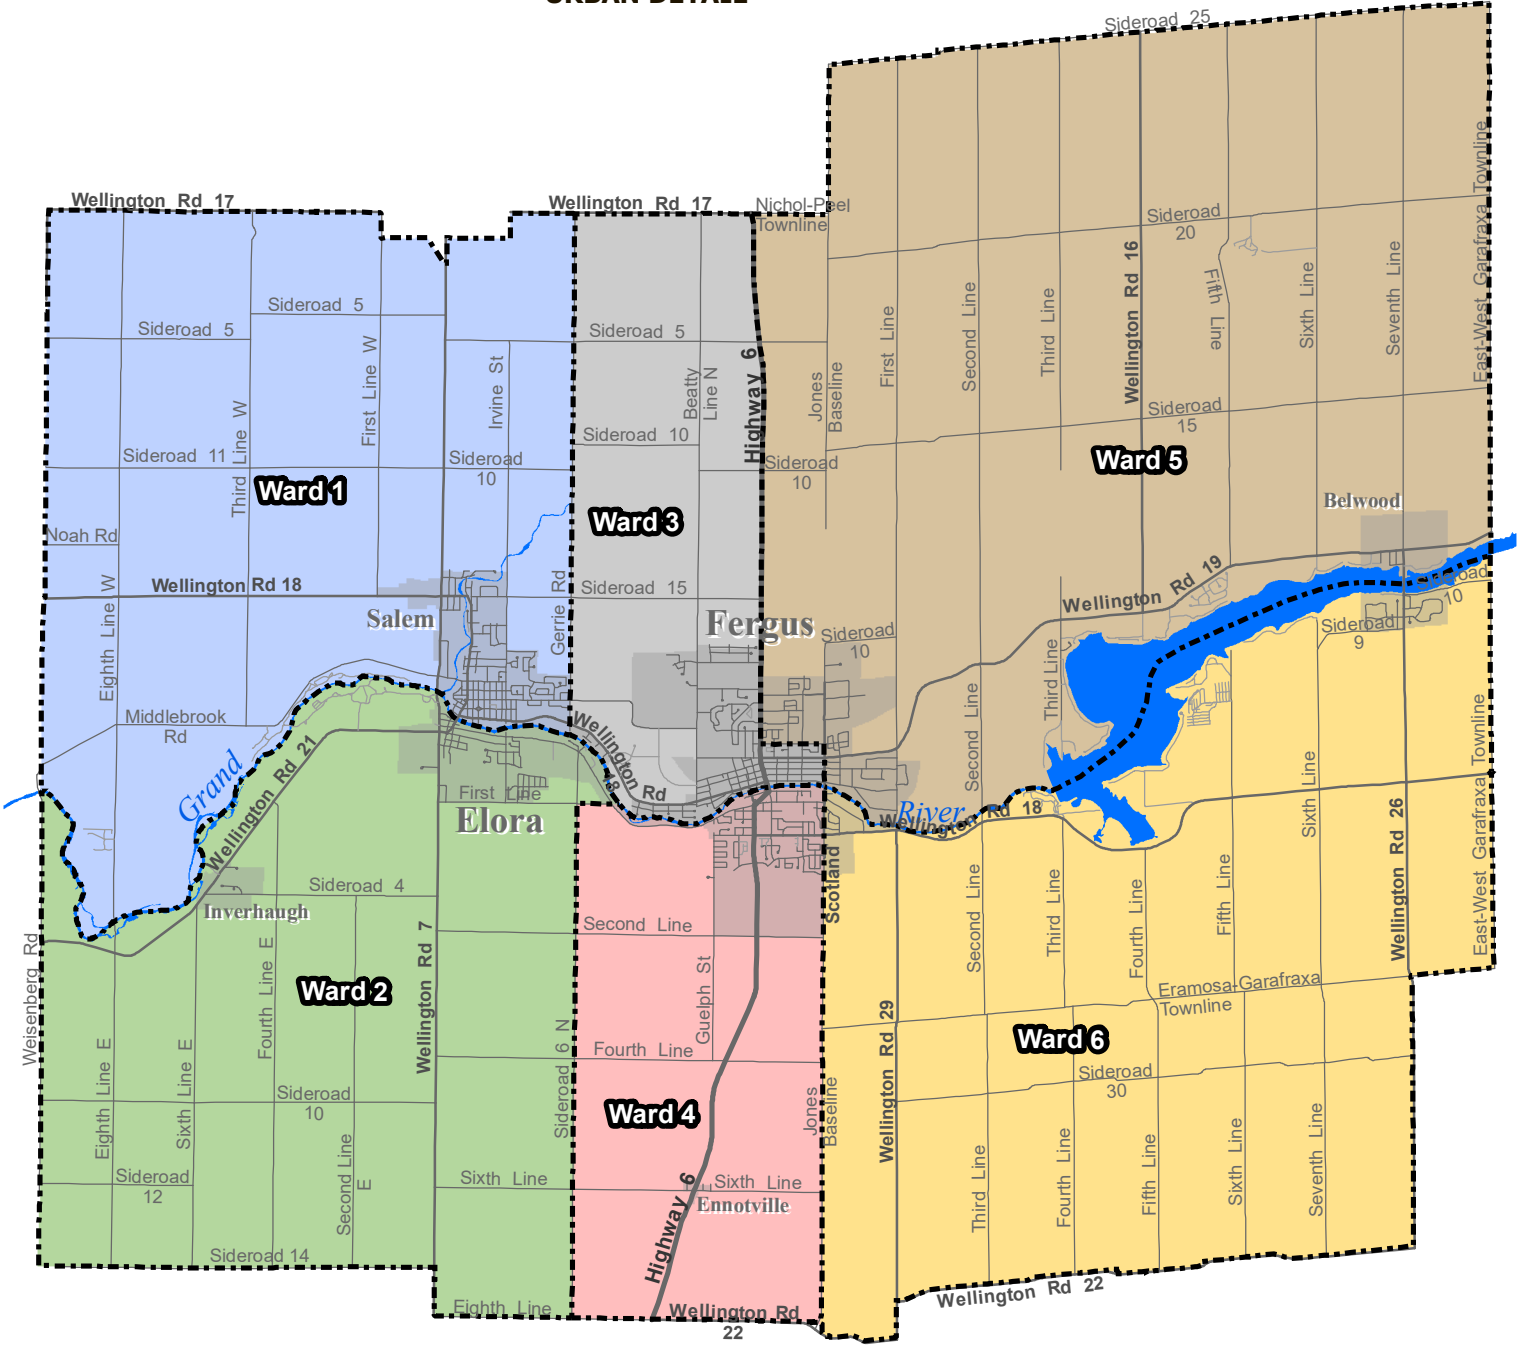 Sideroad 25
Wellington Rd 17
Wellington Rd 17
Nichol-Peel
Townline
East-West Garafraxa Townline
Sideroad
20
Wellington Rd 16
Fifth Line
Sixth Line
Seventh Line
Sideroad 5
Sideroad 5
Sideroad 5
First Line
Second Line
Third Line
First Line W
Irvine St
Beatty
Line N
Highway 6
Jones
Baseline
Third Line W
Sideroad
15
Sideroad 10
Sideroad 11
Sideroad
10
Sideroad
10
Ward 5
Ward 1
Belwood
Ward 3
Noah Rd
Wellington Rd 18
Eighth Line W
Salem
Gerrie Rd
Sideroad 15
Fergus
Sideroad
10
Wellington Rd 19
Sideroad
10
Sideroad
9
Third Line
Second Line
Middlebrook
Rd
Wellington Rd 18
Grand
Wellington Rd 21
First Line
Elora
River
Wellington Rd 18
Sixth Line
Wellington Rd 26
East-West Garafraxa Townline
Scotland
Sideroad 4
Inverhaugh
Second Line
Wellington Rd 7
Second Line
Third Line
Fourth Line
Fifth Line
Weisenberg Rd
Fourth Line E
Ward 2
Guelph St
Eramosa-Garafraxa
Townline
Wellington Rd 29
Ward 6
Eighth Line E
Sixth Line E
Sideroad 6 N
Fourth Line
Sideroad
30
Sideroad
10
Ward 4
Jones
Baseline
Second Line
E
Third Line
Fourth Line
Fifth Line
Sixth Line
Seventh Line
Sideroad
12
Sixth Line
Sixth Line
Ennotville
Highway 6
Sideroad 14
Eighth Line
Wellington Rd
22
Wellington Rd 22